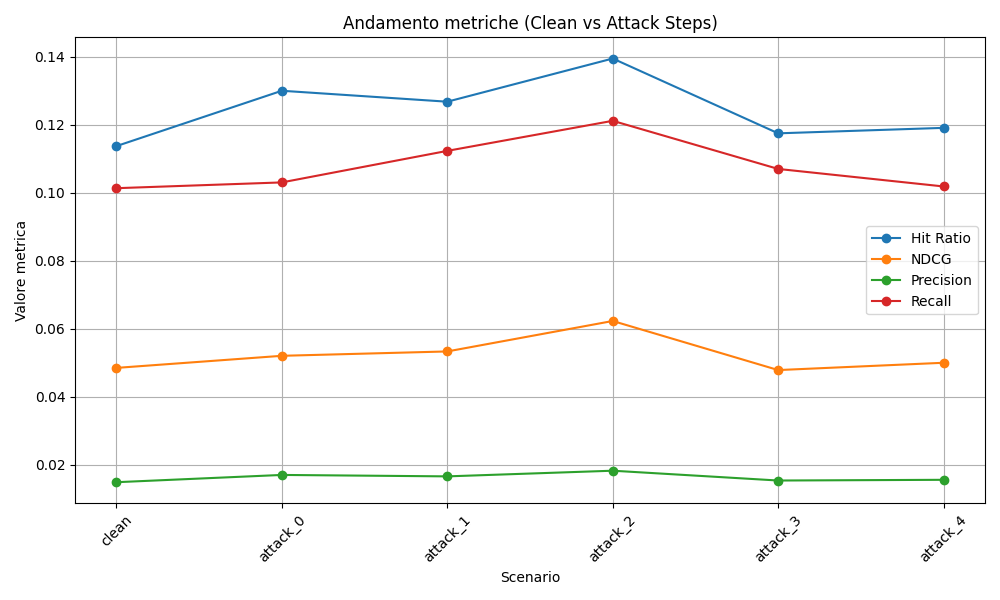 Andamento metriche (Clean vs Attack Steps)
Valore metrica
0.14
0.12
0.10
0.08
0.06
0.04
0.02
Hit Ratio
NDCG
Precision
Recall
clean
attack_0
attack_1
attack_2
attack_3
attack_4
Scenario